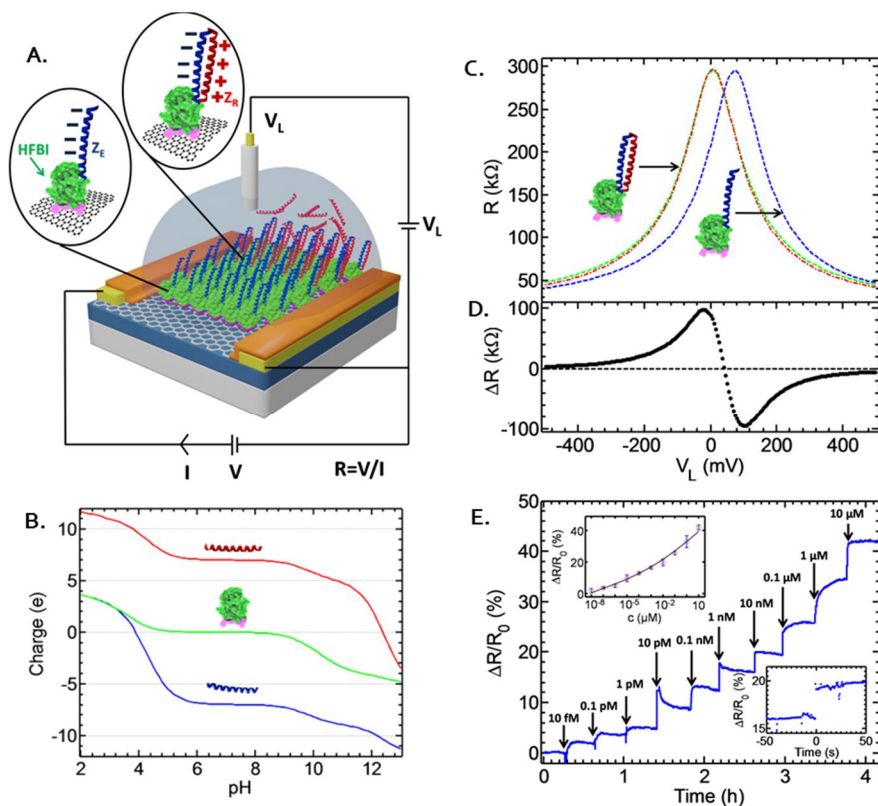 A.
HFBI
Z_E
+Z_R
V_L
V_L
I
V
R=V/I
B.
Charge (e)
10
5
0
-5
-10
2
4
6
8
10
12
pH
C.
R (kΩ)
300
250
200
150
100
50
D.
ΔR (kΩ)
100
0
-100
-400
-200
0
200
400
V_L (mV)
E.
ΔR/R_0 (%)
50
40
30
20
10
0
0
1
2
3
4
Time (h)
10 fM
0.1 pM
1 pM
10 pM
0.1 nM
1 nM
10 nM
0.1 μM
1 μM
10 μM
ΔR/R_0 (%)
40
20
0
10^-8
10^-5
10^-2
10
c (μM)
ΔR/R_0 (%)
20
15
-50
0
50
Time (s)